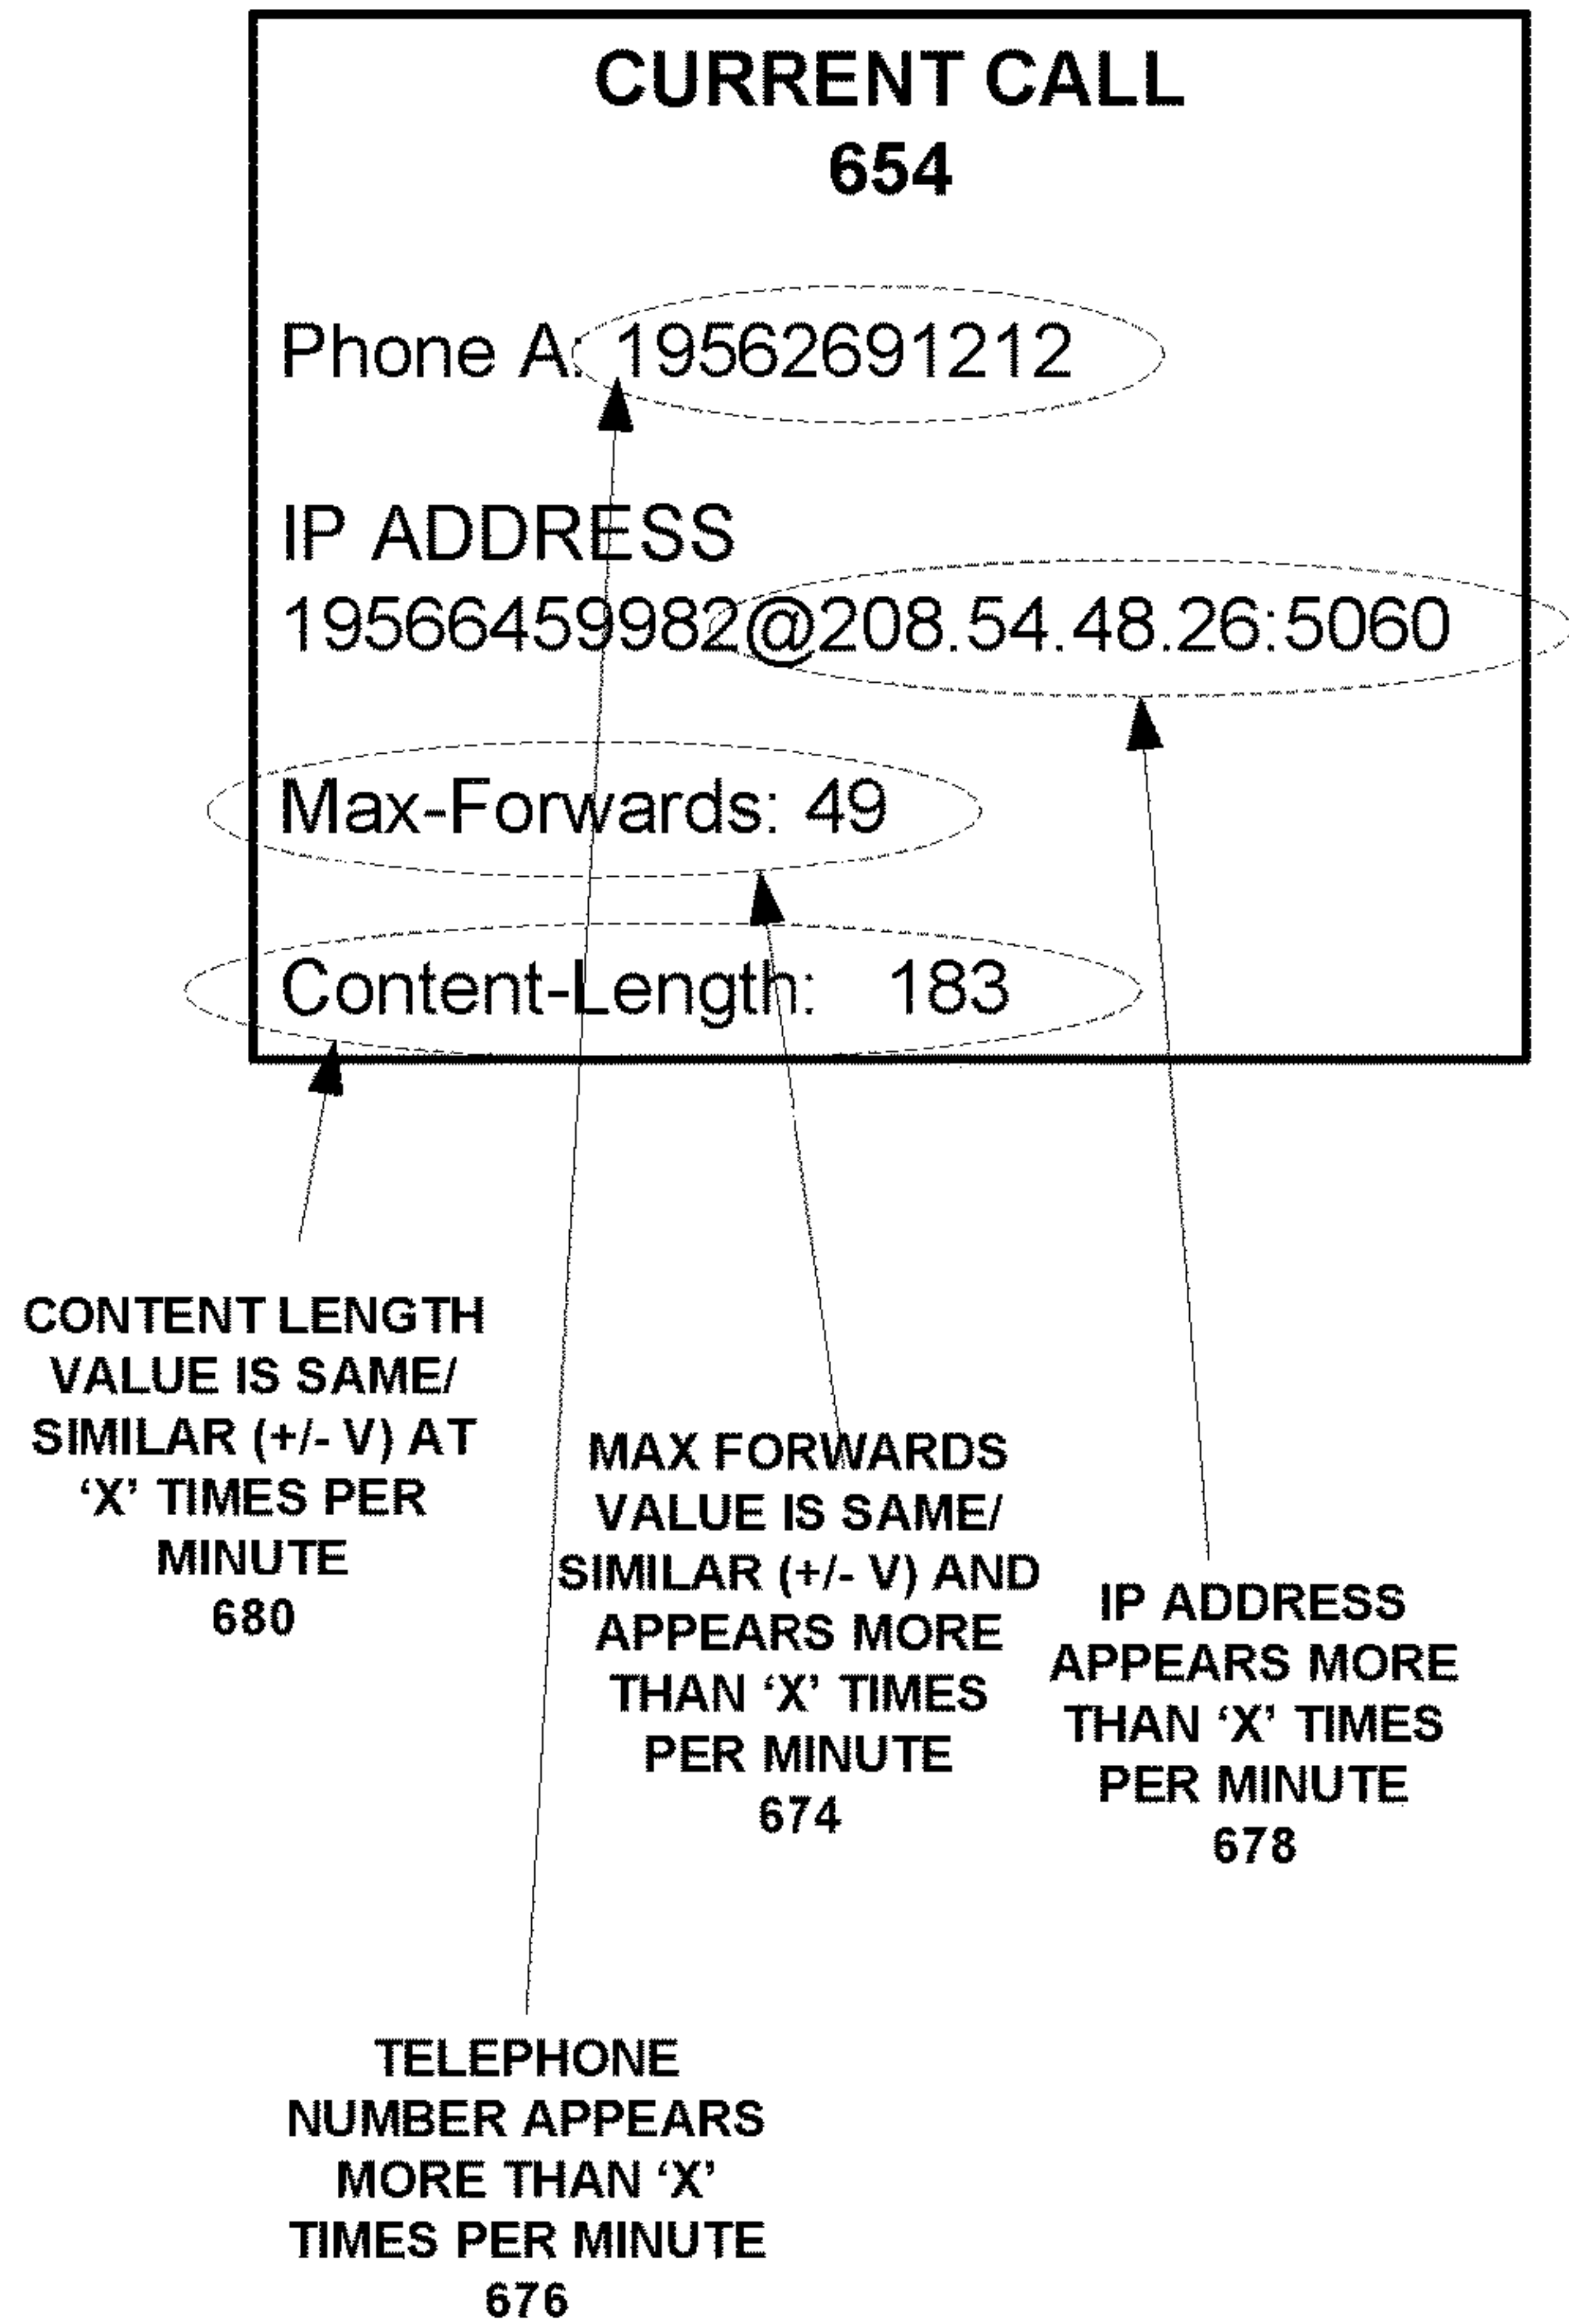 CURRENT CALL
654
Phone A: 19562691212
IP ADDRESS
19566459982@208.54.48.26:5060
Max-Forwards: 49
Content-Length: 183
CONTENT LENGTH
VALUE IS SAME/
SIMILAR (+/- V) AT
‘X’ TIMES PER
MINUTE
680
MAX FORWARDS
VALUE IS SAME/
SIMILAR (+/- V) AND
APPEARS MORE
THAN ‘X’ TIMES
PER MINUTE
674
IP ADDRESS
APPEARS MORE
THAN ‘X’ TIMES
PER MINUTE
678
TELEPHONE
NUMBER APPEARS
MORE THAN ‘X’
TIMES PER MINUTE
676